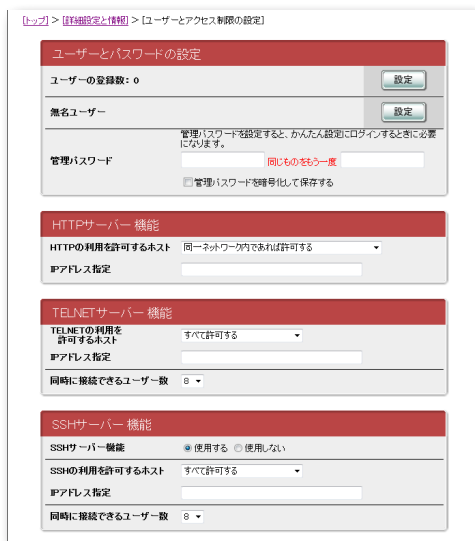 [トップ] > [詳細設定と情報] > [ユーザーとアクセス制限の設定]
ユーザーとパスワードの設定
ユーザーの登録数: 0 設定
無名ユーザー 設定
管理パスワードを設定すると、かんたん設定にログインするときに必要
になります。
管理パスワード 同じものをもう一度
管理パスワードを暗号化して保存する
HTTPサーバー 機能
HTTPの利用を許可するホスト 同一ネットワーク内であれば許可する
IPアドレス指定
TELNETサーバー 機能
TELNETの利用を
許可するホスト すべて許可する
IPアドレス指定
同時に接続できるユーザー数 8
SSHサーバー 機能
SSHサーバー機能 使用する 使用しない
SSHの利用を許可するホスト すべて許可する
IPアドレス指定
同時に接続できるユーザー数 8